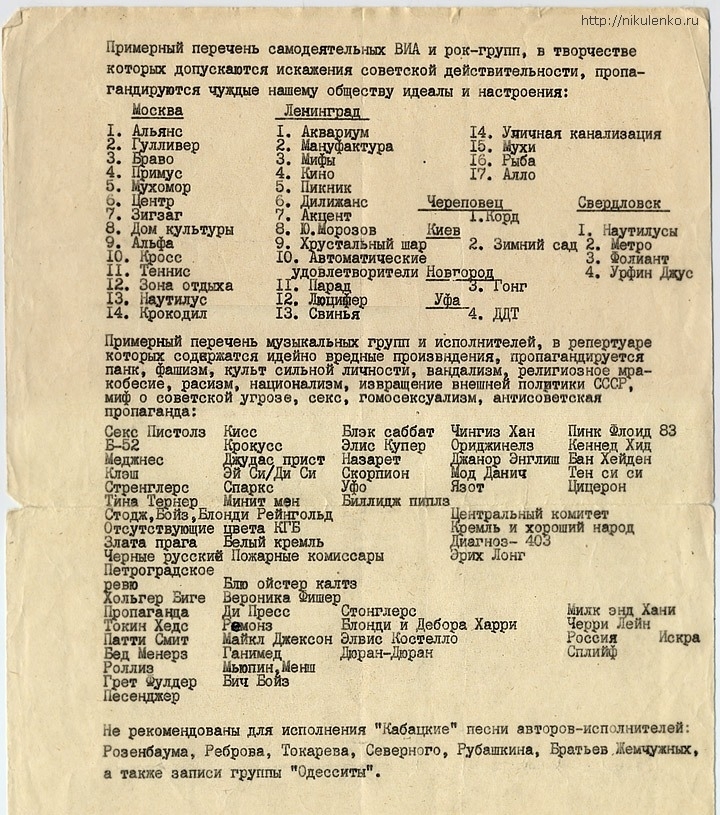 http://nikulenko.ru
Примерный перечень самодеятельных ВИА и рок-групп, в творчестве
которых допускаются искажения советской действительности, пропа-
гандируются чуждые нашему обществу идеалы и настроения:
Москва Ленинград
I. Альянс I. Аквариум 14. Уличная канализация
2. Гулливер 2. Мануфактура 15. Мухи
3. Браво 3. Мифы 16. Рыба
4. Примус 4. Кино 17. Алло
5. Мухомор 5. Пикник
6. Центр 6. Дилижанс Череповец Свердловск
7. Зигзаг 7. Акцент I.Корд
8. Дом культуры 8. Ю.Морозов Киев I. Наутилусы
9. Альфа 9. Хрустальный шар 2. Зимний сад 2. Метро
10. Кросс 10. Автоматические 3. Фолиант
II. Теннис удовлетворители Новгород 4. Урфин Джус
12. Зона отдыха II. Парад 3. Гонг
13. Наутилус 12. Люцифер Уфа
14. Крокодил 13. Свинья 4. ДДТ
Примерный перечень музыкальных групп и исполнителей, в репертуаре
которых содержатся идейно вредные произвндения, пропагандируется
панк, фашизм, культ сильной личности, вандализм, религиозное мра-
кобесие, расизм, национализм, извращение внешней политики СССР,
миф о советской угрозе, секс, гомосексуализм, антисоветская
пропаганда:
Секс Пистолз Кисс Блэк саббат Чингиз Хан Пинк Флоид 83
Б-52 Крокусс Элис Купер Ориджинелз Кеннед Хид
Меджнес Джудас прист Назарет Джанор Энглиш Ван Хейден
Клэш Эй Си/Ди Си Скорпион Мод Данич Тен си си
Стренглерс Спаркс Уфо Язот Цицерон
Тина Тернер Минит мэн Биллидж пиплз
Стодж,Бойз,Блонди Рейнгольд Центральный комитет
Отсутствующие цвета КГБ Кремль и хороший народ
Злата прага Белый кремль Диагноз- 403
Черные русский Пожарные комиссары Эрих Лонг
Петроградское
ревю Блю ойстер калтз
Хольгер Биге Вероника Фишер
Пропаганда Ди Пресс Стонглерс Милк энд Хани
Токин Хедс Ремонз Блонди и Дебора Харри Черри Лейн
Патти Смит Майкл Джексон Элвис Костелло Россия Искра
Бед Менерз Ганимед Дюран-Дюран Сплийф
Роллиз Мьюпин,Менш
Грет Фулдер Бич Бойз
Песенджер
Не рекомендованы для исполнения "Кабацкие" песни авторов-исполнителей:
Розенбаума, Реброва, Токарева, Северного, Рубашкина, Братьев Жемчужных,
а также записи группы "Одесситы".